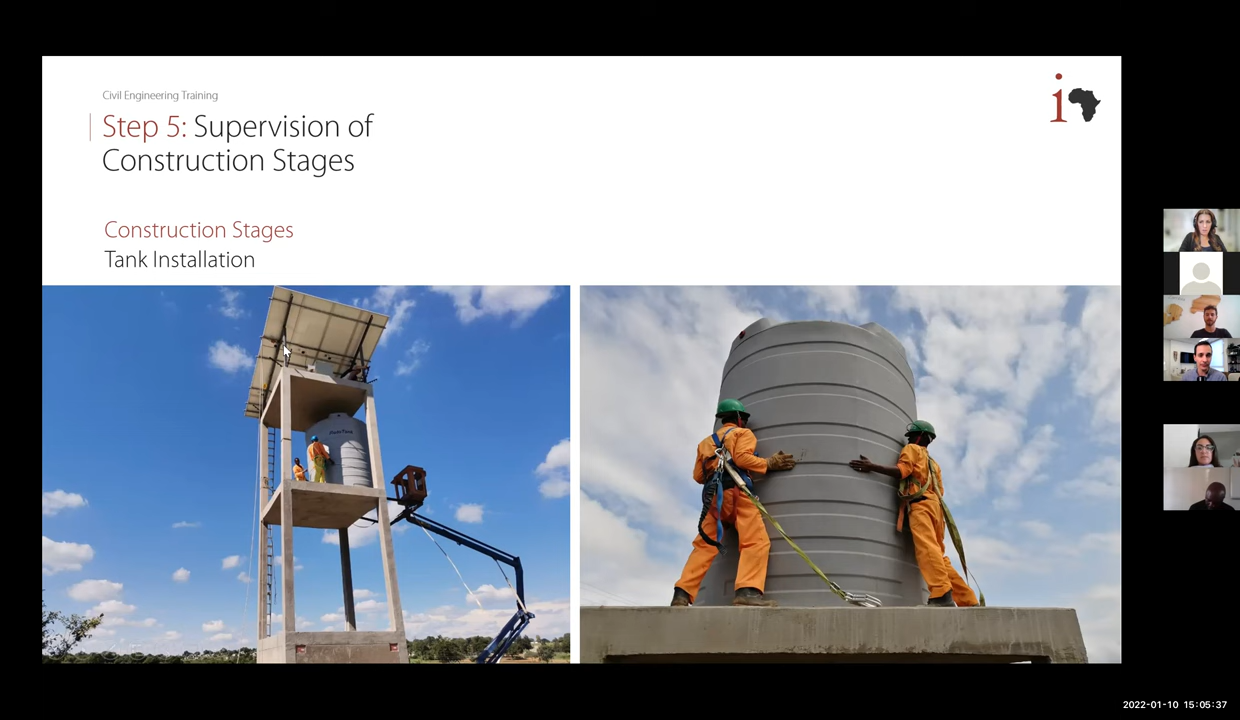 Civil Engineering Training
Step 5: Supervision of
Construction Stages
i
Construction Stages
Tank Installation
2022-01-10 15:05:37